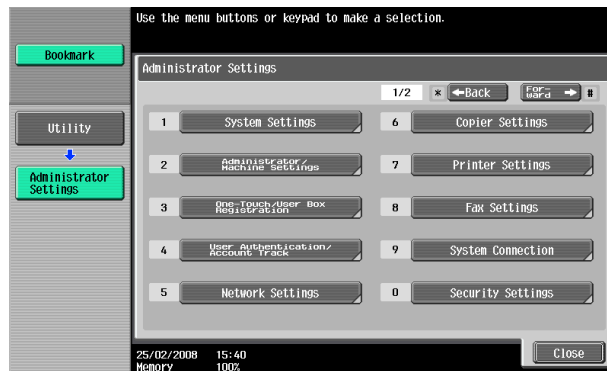 Use the menu buttons or keypad to make a selection.
Bookmark
Administrator Settings
1/2 * ←Back For-ward → #
Utility
Administrator
Settings
1 System Settings
2 Administrator/
Machine Settings
3 One-Touch/User Box
Registration
4 User Authentication/
Account Track
5 Network Settings
6 Copier Settings
7 Printer Settings
8 Fax Settings
9 System Connection
0 Security Settings
25/02/2008 15:40
Memory 100%
Close